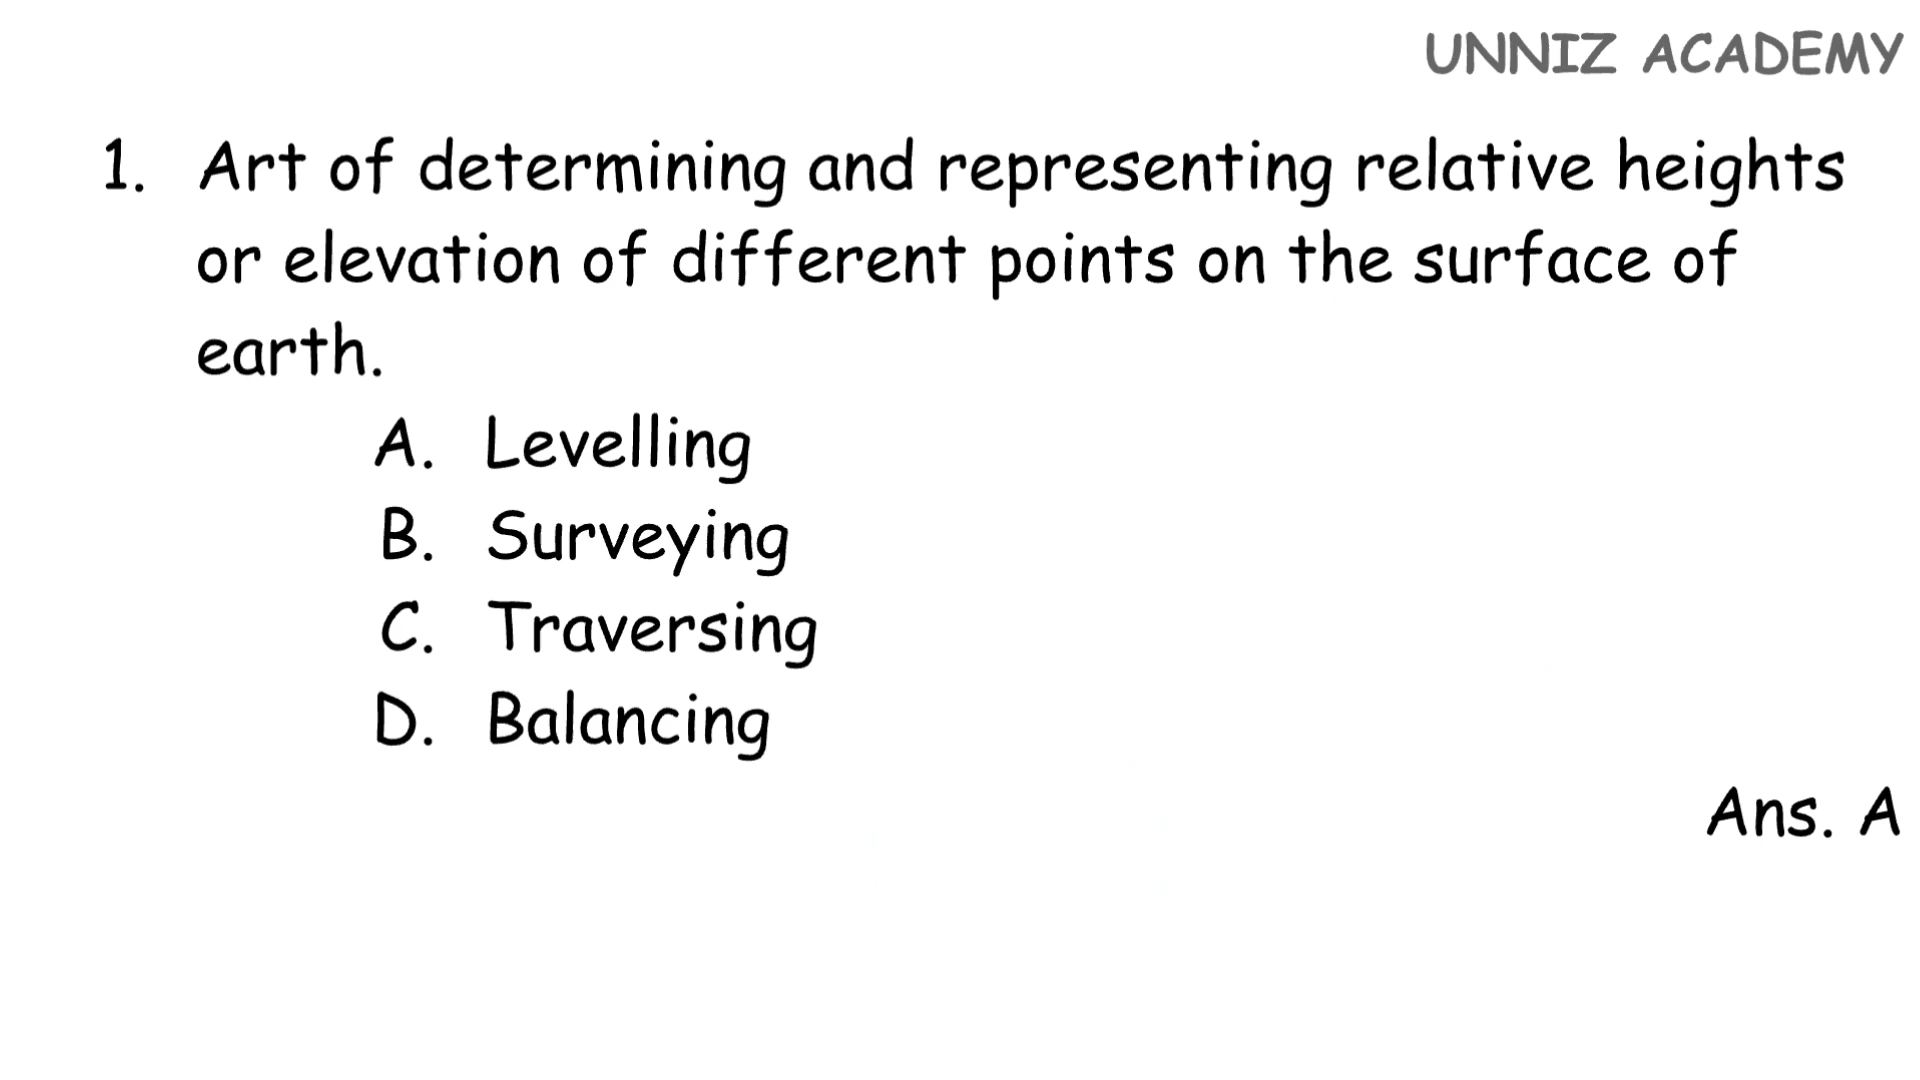 UNNIZ ACADEMY
1. Art of determining and representing relative heights
or elevation of different points on the surface of
earth.
A. Levelling
B. Surveying
C. Traversing
D. Balancing
Ans. A